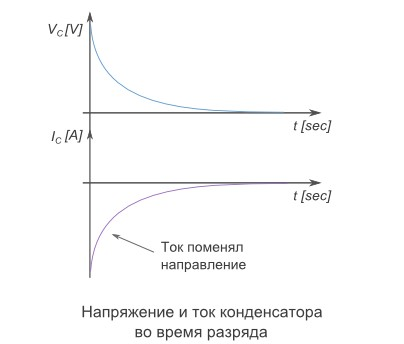 V_C [V]
t [sec]
I_C [A]
t [sec]
Ток поменял
направление
Напряжение и ток конденсатора
во время разряда